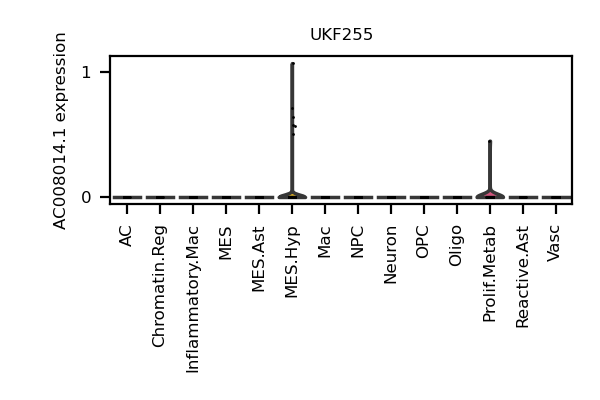 UKF255
AC008014.1 expression
1
0
AC
Chromatin.Reg
Inflammatory.Mac
MES
MES.Ast
MES.Hyp
Mac
NPC
Neuron
OPC
Oligo
Prolif.Metab
Reactive.Ast
Vasc